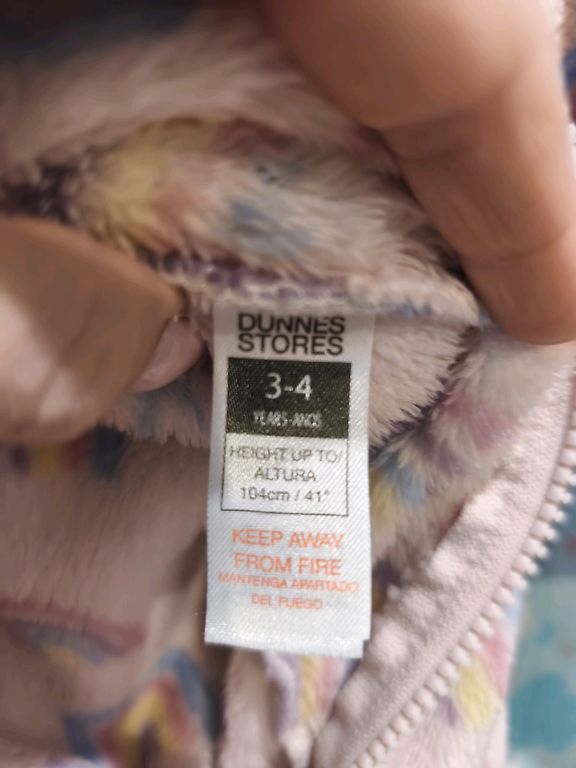 DUNNES
STORES
3-4
YEARS-AÑOS
HEIGHT UP TO/
ALTURA
104cm / 41"
KEEP AWAY
FROM FIRE
MANTENGA APARTADO
DEL FUEGO